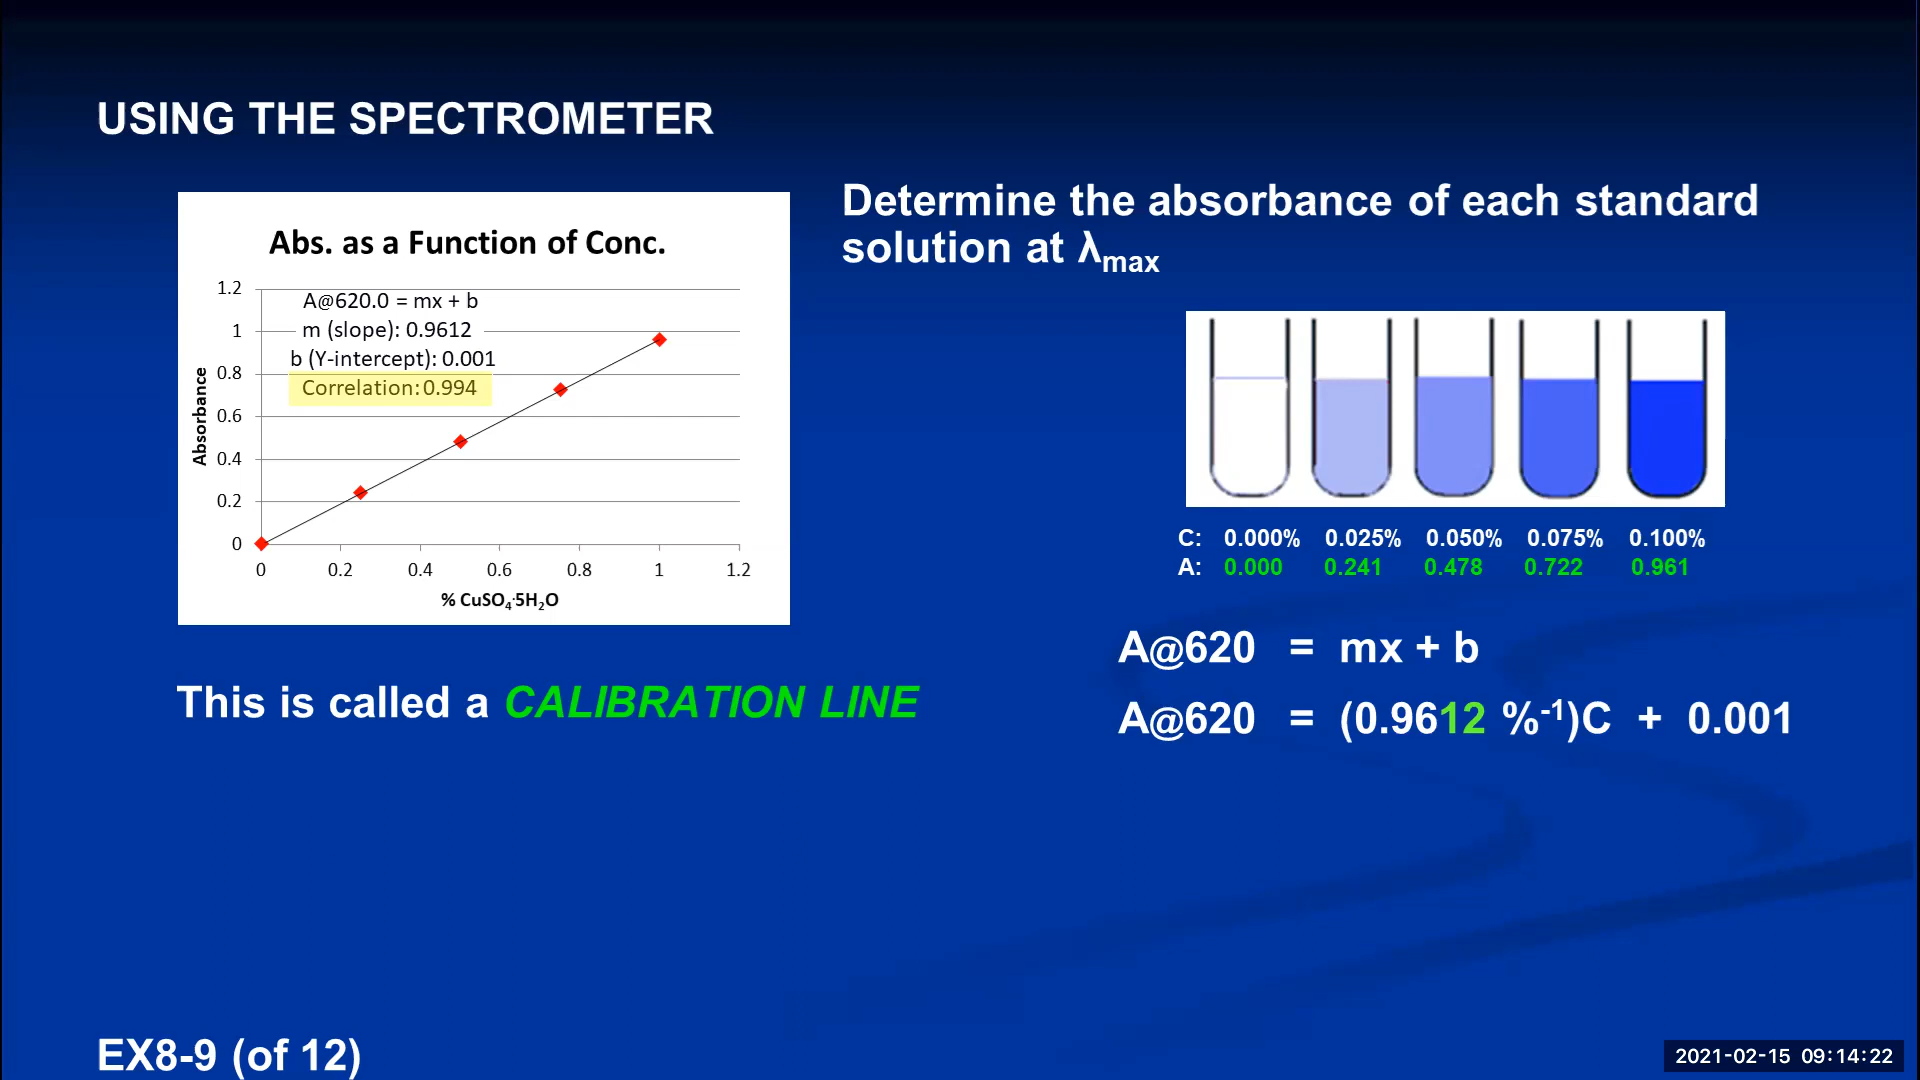 USING THE SPECTROMETER
Abs. as a Function of Conc.
A@620.0 = mx + b
m (slope): 0.9612
b (Y-intercept): 0.001
Correlation: 0.994
1.2
1
0.8
0.6
0.4
0.2
0
Absorbance
0 0.2 0.4 0.6 0.8 1 1.2
% CuSO₄·5H₂O
This is called a CALIBRATION LINE
Determine the absorbance of each standard
solution at λmax
C: 0.000% 0.025% 0.050% 0.075% 0.100%
A: 0.000 0.241 0.478 0.722 0.961
A@620 = mx + b
A@620 = (0.9612 %⁻¹)C + 0.001
EX8-9 (of 12)
2021-02-15 09:14:22